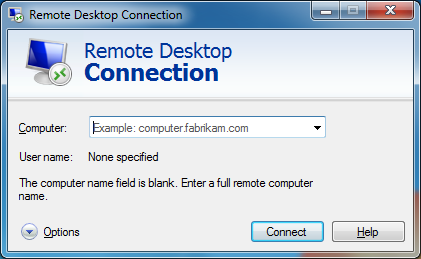 Remote Desktop Connection
Remote Desktop
Connection
Computer: Example: computer.fabrikam.com
User name: None specified
The computer name field is blank. Enter a full remote computer
name.
Options Connect Help